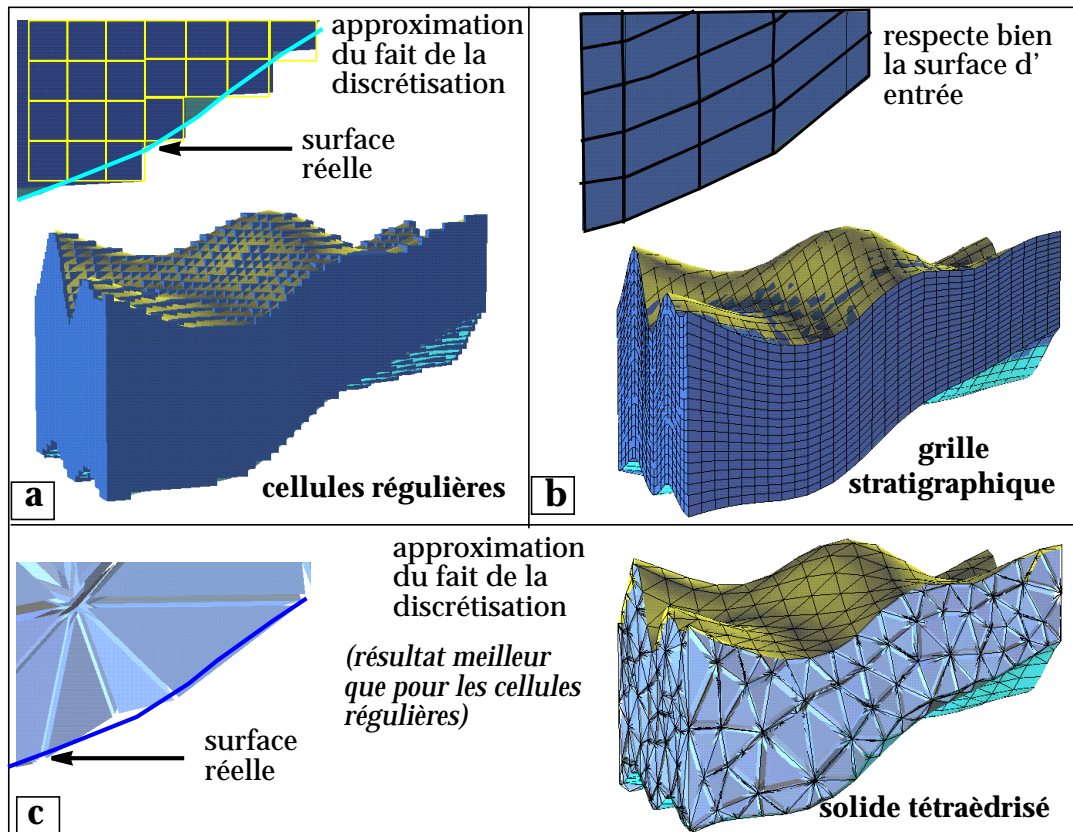 approximation
du fait de la
discrétisation
surface
réelle
a
cellules régulières
respecte bien
la surface d'
entrée
b
grille
stratigraphique
approximation
du fait de la
discrétisation
(résultat meilleur
que pour les cellules
régulières)
surface
réelle
c
solide tétraèdrisé